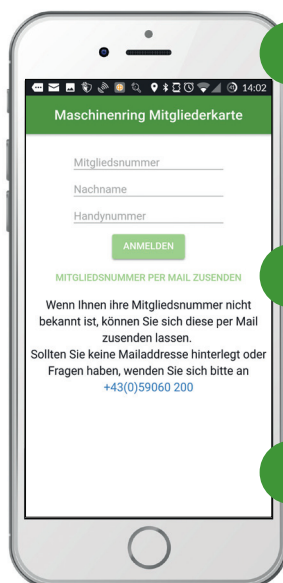 14:02
Maschinenring Mitgliederkarte
Mitgliedsnummer
Nachname
Handynummer
ANMELDEN
MITGLIEDSNUMMER PER MAIL ZUSENDEN
Wenn Ihnen ihre Mitgliedsnummer nicht
bekannt ist, können Sie sich diese per Mail
zusenden lassen.
Sollten Sie keine Mailaddresse hinterlegt oder
Fragen haben, wenden Sie sich bitte an
+43(0)59060 200